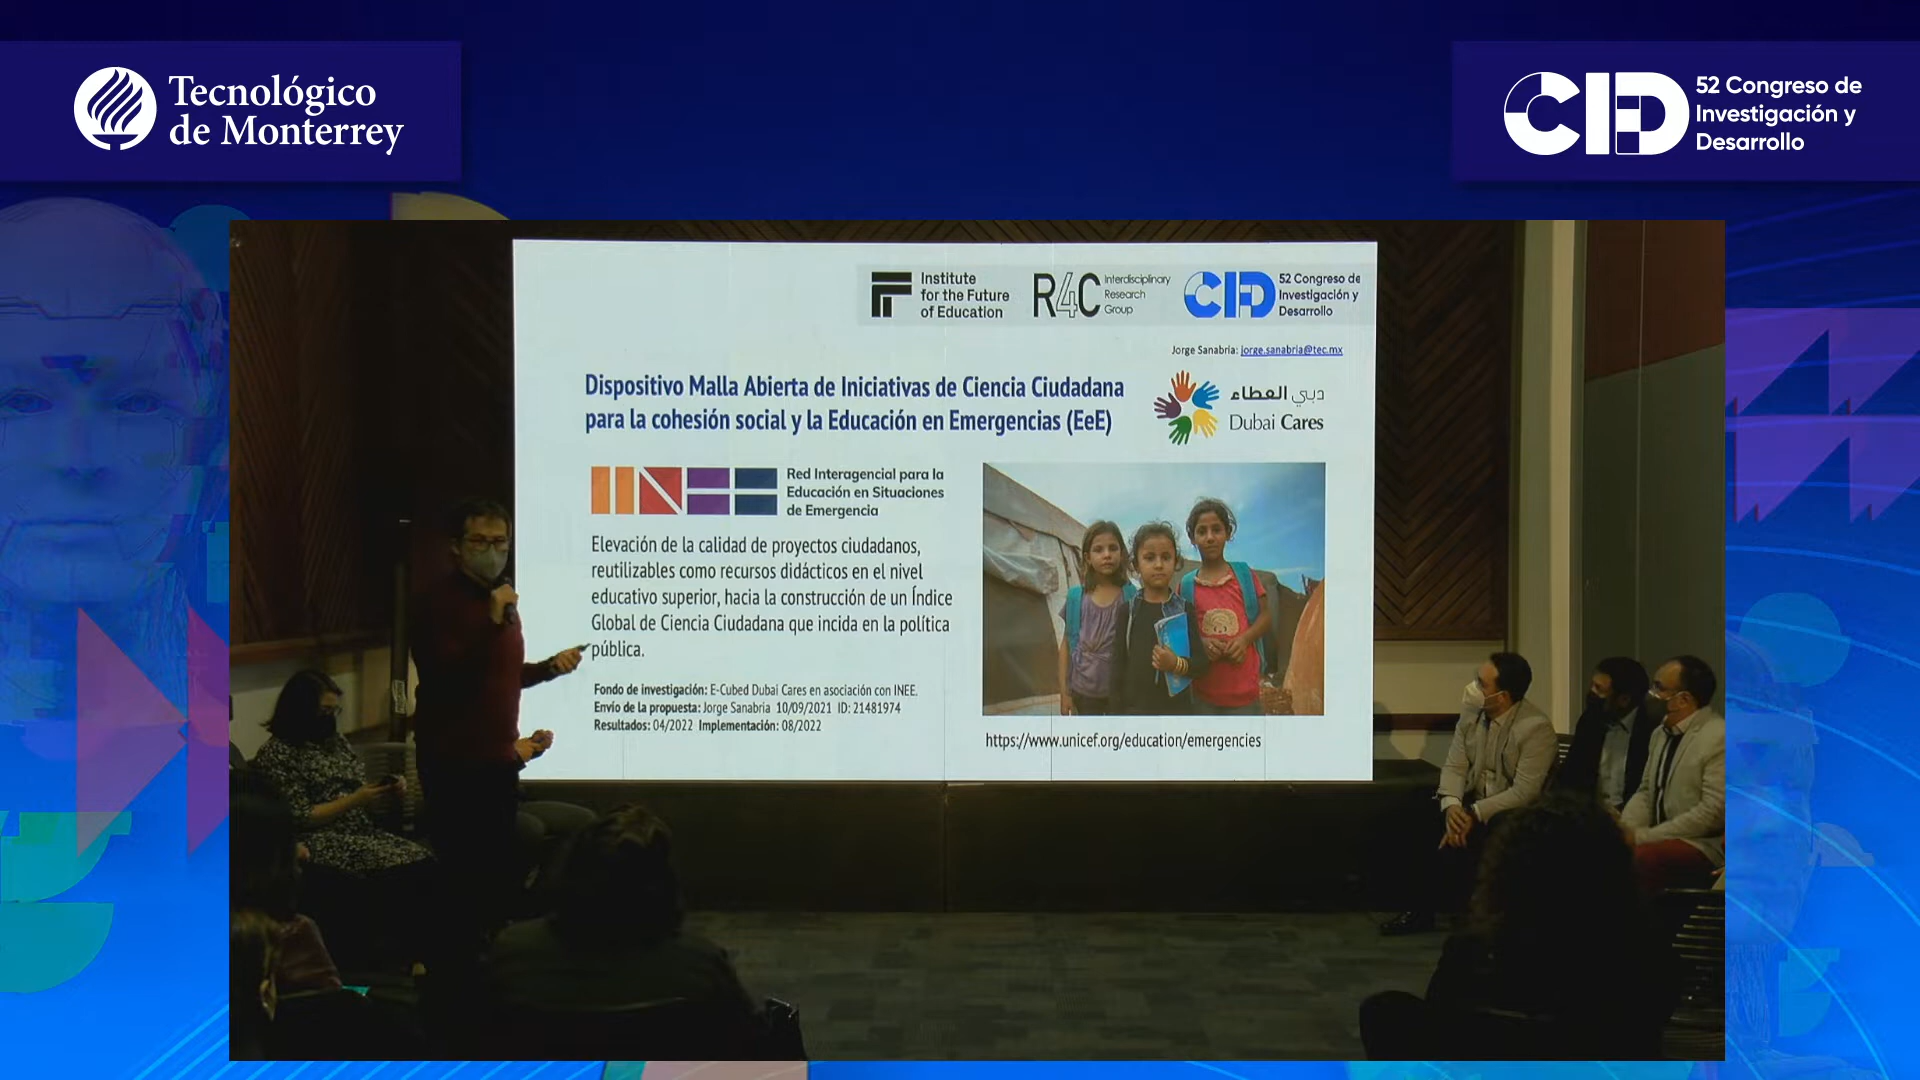 Tecnológico
de Monterrey
CID
52 Congreso de
Investigación y
Desarrollo
Institute
for the Future
of Education
R4C
Interdisciplinary
Research
Group
CID
52 Congreso de
Investigación y
Desarrollo
Jorge Sanabria: jorge.sanabria@tec.mx
Dispositivo Malla Abierta de Iniciativas de Ciencia Ciudadana
para la cohesión social y la Educación en Emergencias (EeE)
دبي العطاء
Dubai Cares
INEE
Red Interagencial para la
Educación en Situaciones
de Emergencia
Elevación de la calidad de proyectos ciudadanos,
reutilizables como recursos didácticos en el nivel
educativo superior, hacia la construcción de un Índice
Global de Ciencia Ciudadana que incida en la política
pública.
Fondo de investigación: E-Cubed Dubai Cares en asociación con INEE.
Envío de la propuesta: Jorge Sanabria 10/09/2021 ID: 21481974
Resultados: 04/2022 Implementación: 08/2022
https://www.unicef.org/education/emergencies